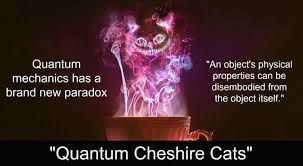 Quantum
mechanics has a
brand new paradox
"An object's physical
properties can be
disembodied from
the object itself."
"Quantum Cheshire Cats"